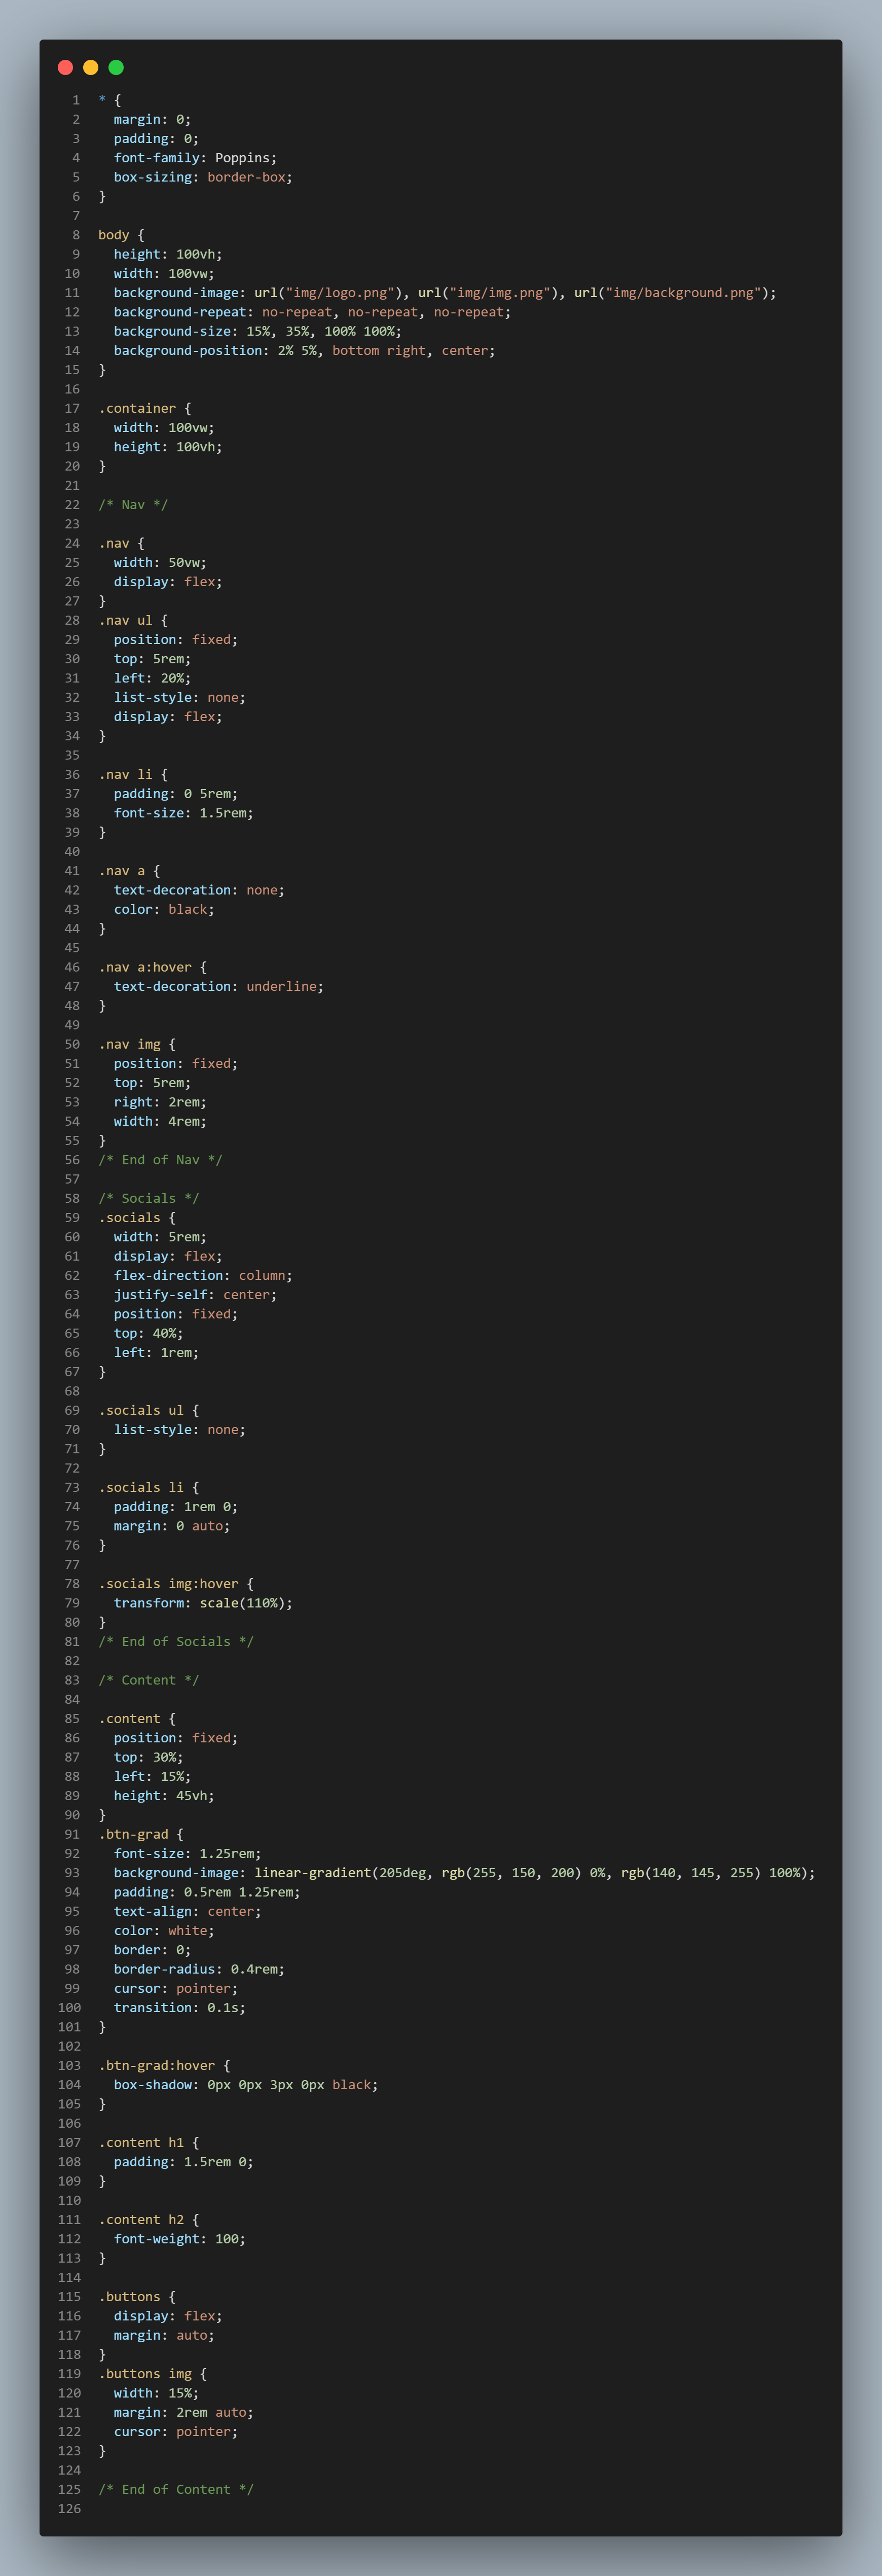 1 * {
2 margin: 0;
3 padding: 0;
4 font-family: Poppins;
5 box-sizing: border-box;
6 }
7
8 body {
9 height: 100vh;
10 width: 100vw;
11 background-image: url("img/logo.png"), url("img/img.png"), url("img/background.png");
12 background-repeat: no-repeat, no-repeat, no-repeat;
13 background-size: 15%, 35%, 100% 100%;
14 background-position: 2% 5%, bottom right, center;
15 }
16
17 .container {
18 width: 100vw;
19 height: 100vh;
20 }
21
22 /* Nav */
23
24 .nav {
25 width: 50vw;
26 display: flex;
27 }
28 .nav ul {
29 position: fixed;
30 top: 5rem;
31 left: 20%;
32 list-style: none;
33 display: flex;
34 }
35
36 .nav li {
37 padding: 0 5rem;
38 font-size: 1.5rem;
39 }
40
41 .nav a {
42 text-decoration: none;
43 color: black;
44 }
45
46 .nav a:hover {
47 text-decoration: underline;
48 }
49
50 .nav img {
51 position: fixed;
52 top: 5rem;
53 right: 2rem;
54 width: 4rem;
55 }
56 /* End of Nav */
57
58 /* Socials */
59 .socials {
60 width: 5rem;
61 display: flex;
62 flex-direction: column;
63 justify-self: center;
64 position: fixed;
65 top: 40%;
66 left: 1rem;
67 }
68
69 .socials ul {
70 list-style: none;
71 }
72
73 .socials li {
74 padding: 1rem 0;
75 margin: 0 auto;
76 }
77
78 .socials img:hover {
79 transform: scale(110%);
80 }
81 /* End of Socials */
82
83 /* Content */
84
85 .content {
86 position: fixed;
87 top: 30%;
88 left: 15%;
89 height: 45vh;
90 }
91 .btn-grad {
92 font-size: 1.25rem;
93 background-image: linear-gradient(205deg, rgb(255, 150, 200) 0%, rgb(140, 145, 255) 100%);
94 padding: 0.5rem 1.25rem;
95 text-align: center;
96 color: white;
97 border: 0;
98 border-radius: 0.4rem;
99 cursor: pointer;
100 transition: 0.1s;
101 }
102
103 .btn-grad:hover {
104 box-shadow: 0px 0px 3px 0px black;
105 }
106
107 .content h1 {
108 padding: 1.5rem 0;
109 }
110
111 .content h2 {
112 font-weight: 100;
113 }
114
115 .buttons {
116 display: flex;
117 margin: auto;
118 }
119 .buttons img {
120 width: 15%;
121 margin: 2rem auto;
122 cursor: pointer;
123 }
124
125 /* End of Content */
126